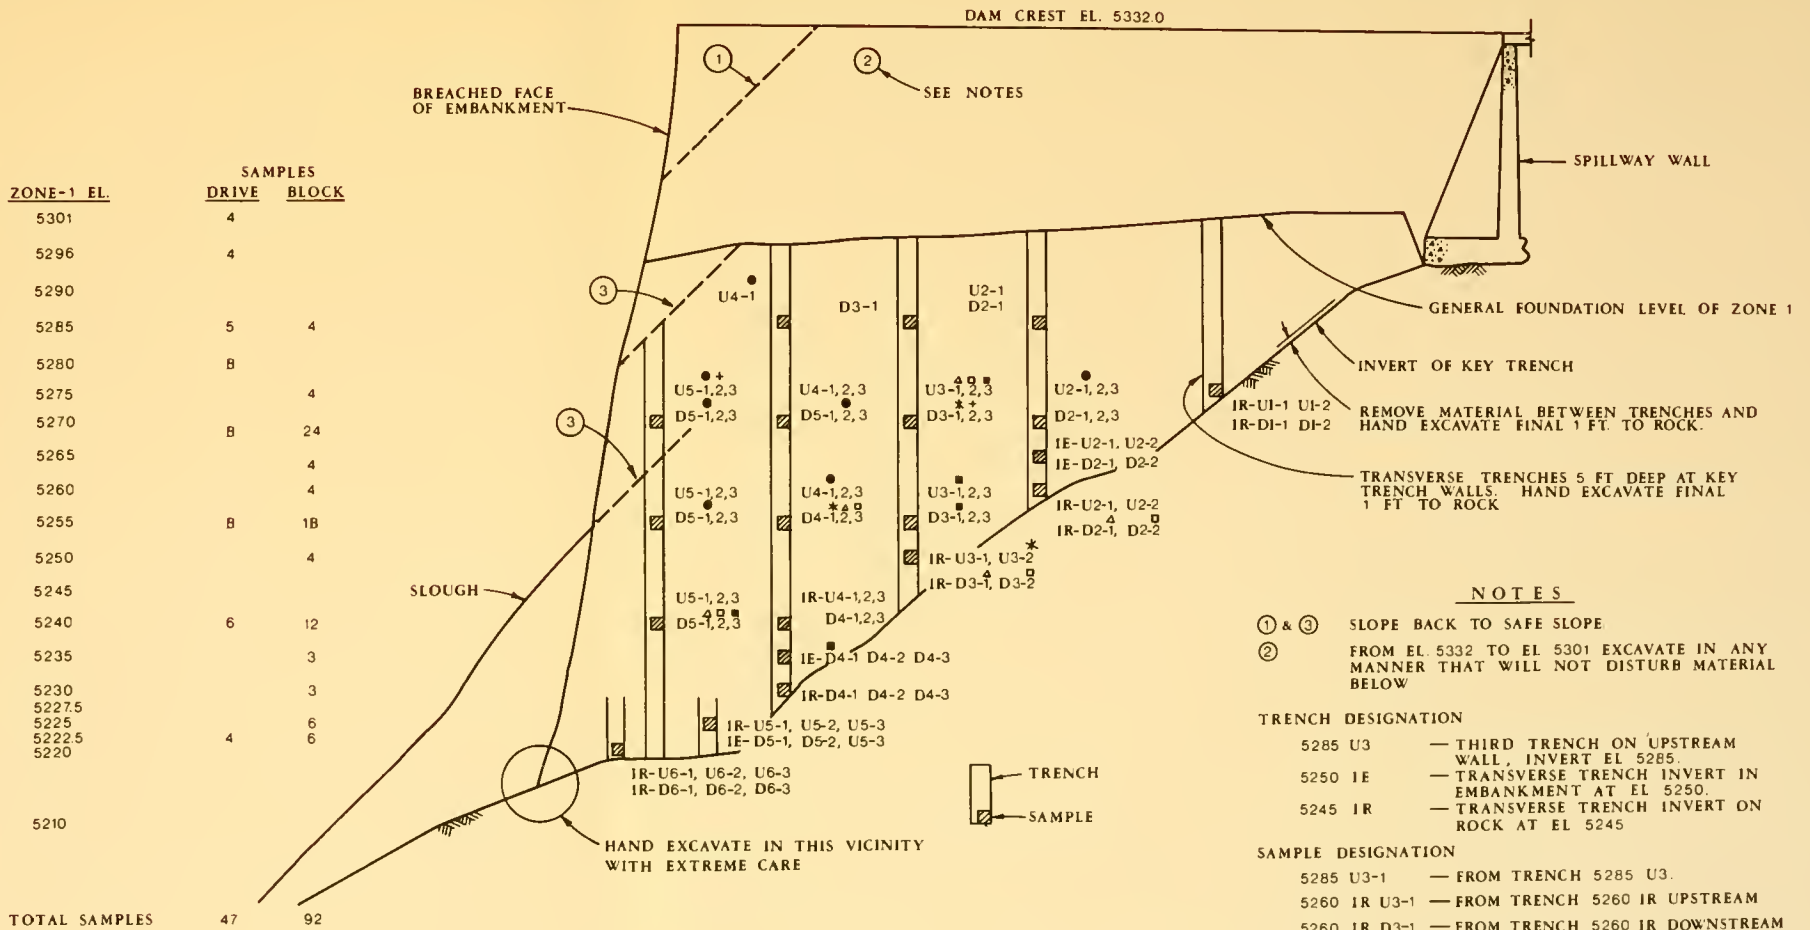 DAM CREST EL. 5332.0
1
2
SEE NOTES
BREACHED FACE
OF EMBANKMENT
SPILLWAY WALL
SAMPLES
ZONE-1 EL. DRIVE BLOCK
5301 4
5296 4
5290
5285 5 4
5280 8
5275 4
5270
8 24
5265
4
5260 4
5255 8 18
5250 4
5245
5240 6 12
5235 3
5230 3
5227.5
5225 6
5222.5 4 6
5220
5210
TOTAL SAMPLES 47 92
3
U4-1
D3-1
U2-1
D2-1
GENERAL FOUNDATION LEVEL OF ZONE 1
INVERT OF KEY TRENCH
3
U5-1,2,3 U4-1,2,3 U3-1,2,3 U2-1,2,3
D5-1,2,3 D5-1,2,3 D3-1,2,3 D2-1,2,3
IR-U1-1 U1-2
IR-D1-1 D1-2
REMOVE MATERIAL BETWEEN TRENCHES AND
HAND EXCAVATE FINAL 1 FT. TO ROCK.
IE-U2-1, U2-2
IE-D2-1, D2-2
TRANSVERSE TRENCHES 5 FT DEEP AT KEY
TRENCH WALLS. HAND EXCAVATE FINAL
1 FT TO ROCK
U5-1,2,3 U4-1,2,3 U3-1,2,3
D5-1,2,3 D4-1,2,3 D3-1,2,3
IR-U2-1, U2-2
IR-D2-1, D2-2
IR-U3-1, U3-2
IR-D3-1, D3-2
SLOUGH
U5-1,2,3 IR-U4-1,2,3
D5-1,2,3 D4-1,2,3
IE-D4-1 D4-2 D4-3
IR-D4-1 D4-2 D4-3
IR-U5-1, U5-2, U5-3
IE-D5-1, D5-2, U5-3
IR-U6-1, U6-2, U6-3
IR-D6-1, D6-2, D6-3
TRENCH
SAMPLE
HAND EXCAVATE IN THIS VICINITY
WITH EXTREME CARE
NOTES
1 & 3 SLOPE BACK TO SAFE SLOPE
2 FROM EL. 5332 TO EL 5301 EXCAVATE IN ANY
MANNER THAT WILL NOT DISTURB MATERIAL
BELOW
TRENCH DESIGNATION
5285 U3 — THIRD TRENCH ON UPSTREAM
WALL, INVERT EL 5285.
5250 IE — TRANSVERSE TRENCH INVERT IN
EMBANKMENT AT EL 5250.
5245 IR — TRANSVERSE TRENCH INVERT ON
ROCK AT EL 5245
SAMPLE DESIGNATION
5285 U3-1 — FROM TRENCH 5285 U3.
5260 IR U3-1 — FROM TRENCH 5260 IR UPSTREAM
5260 IR D3-1 — FROM TRENCH 5260 IR DOWNSTREAM